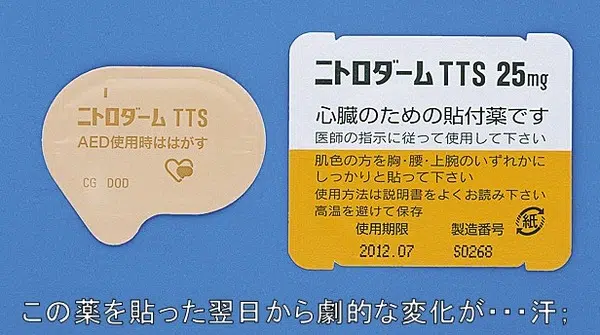 ニトロダーム TTS
AED使用時ははがす
CG DOD
ニトロダーム TTS 25mg
心臓のための貼付薬です
医師の指示に従って使用して下さい
肌色の方を胸・腰・上腕のいずれかに
しっかりと貼って下さい
使用方法は説明書をよくお読み下さい
高温を避けて保存
紙
使用期限 製造番号
2012.07 S0268
この薬を貼った翌日から劇的な変化が・・・汗;